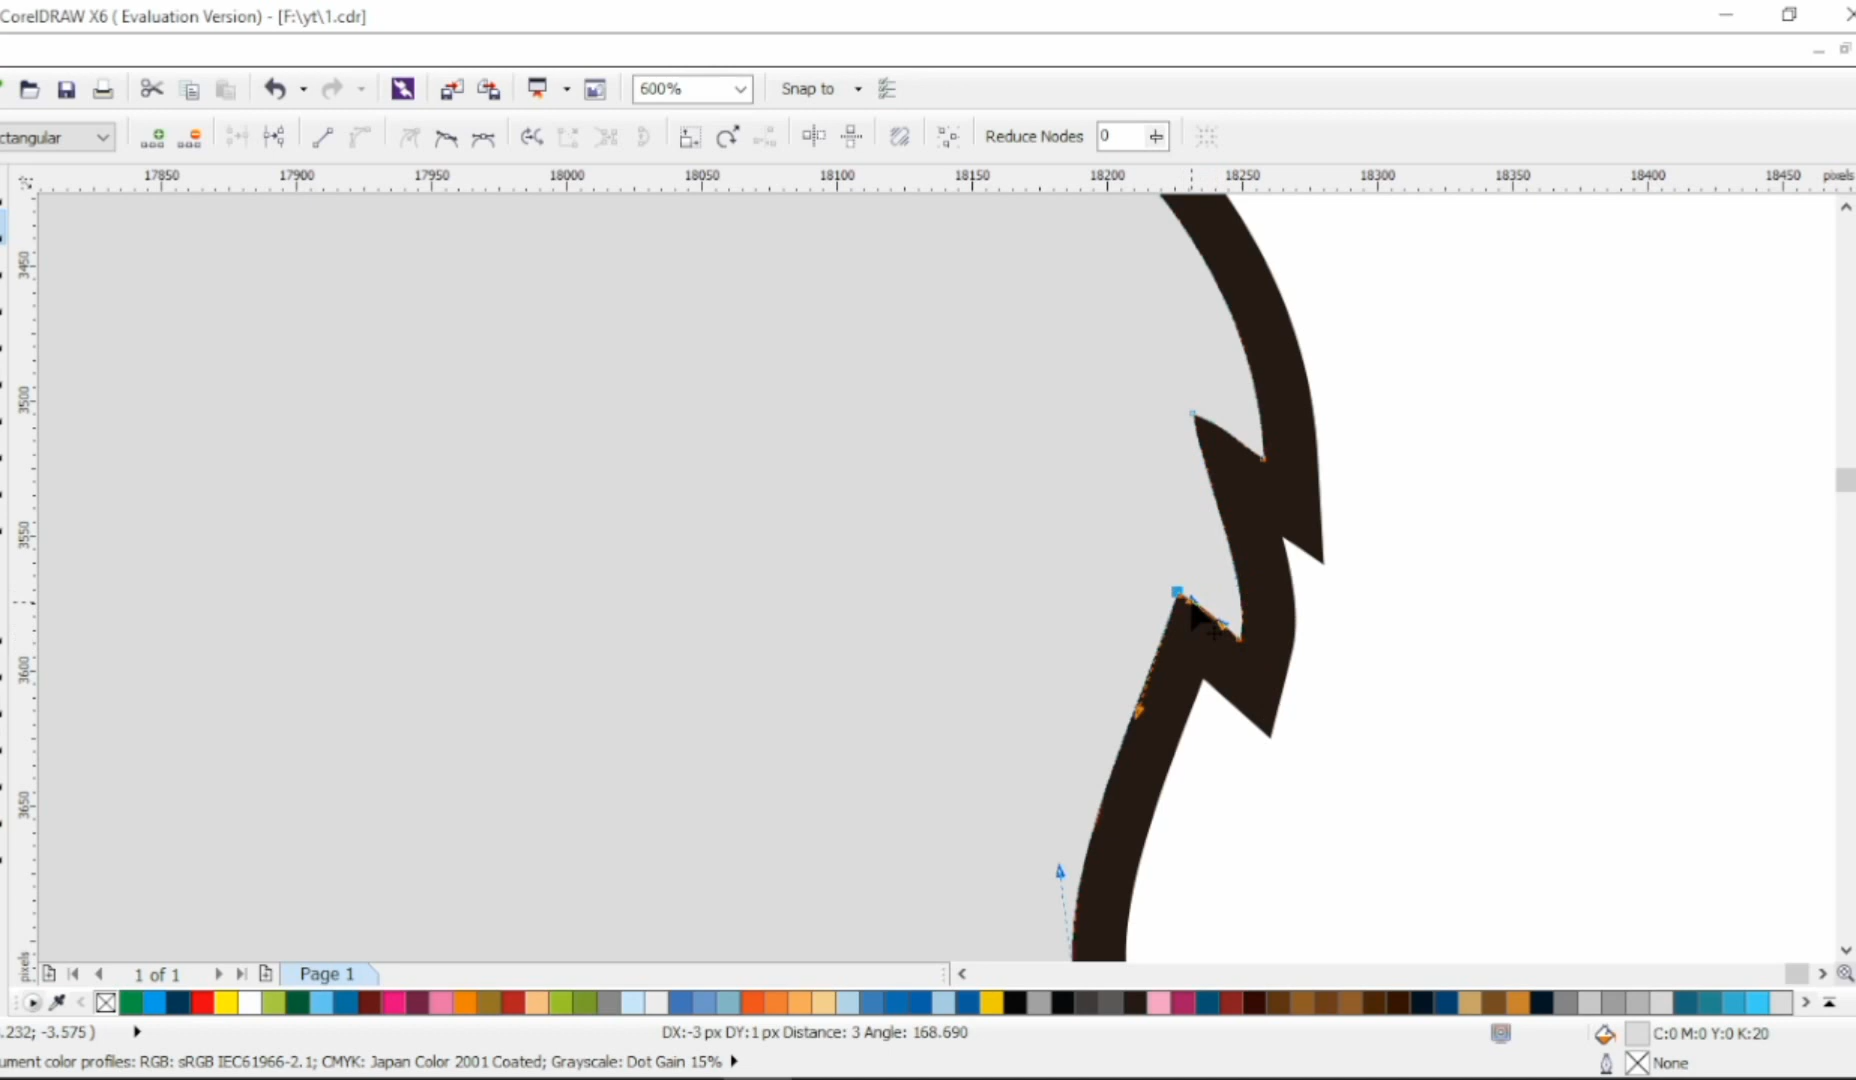 CorelDRAW X6 ( Evaluation Version) - [F:\yt\1.cdr]
600%
Snap to
ctangular
Reduce Nodes 0
17850 17900 17950 18000 18050 18100 18150 18200 18250 18300 18350 18400 18450 pixels
3450
3500
3550
3600
3650
pixels
1 of 1
Page 1
.232; -3.575 )
DX:-3 px DY:1 px Distance: 3 Angle: 168.690
C:0 M:0 Y:0 K:20
ument color profiles: RGB: sRGB IEC61966-2.1; CMYK: Japan Color 2001 Coated; Grayscale: Dot Gain 15%
None